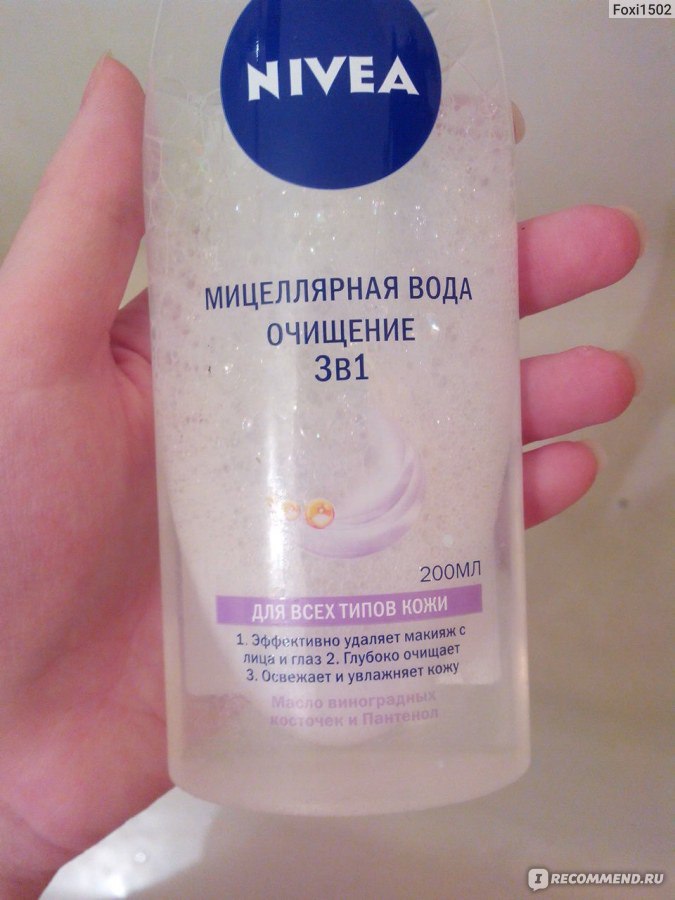 Foxi1502
NIVEA
МИЦЕЛЛЯРНАЯ ВОДА
ОЧИЩЕНИЕ
3В1
200МЛ
ДЛЯ ВСЕХ ТИПОВ КОЖИ
1. Эффективно удаляет макияж с
лица и глаз 2. Глубоко очищает
3. Освежает и увлажняет кожу
Масло виноградных
косточек и Пантенол
IRECOMMEND.RU